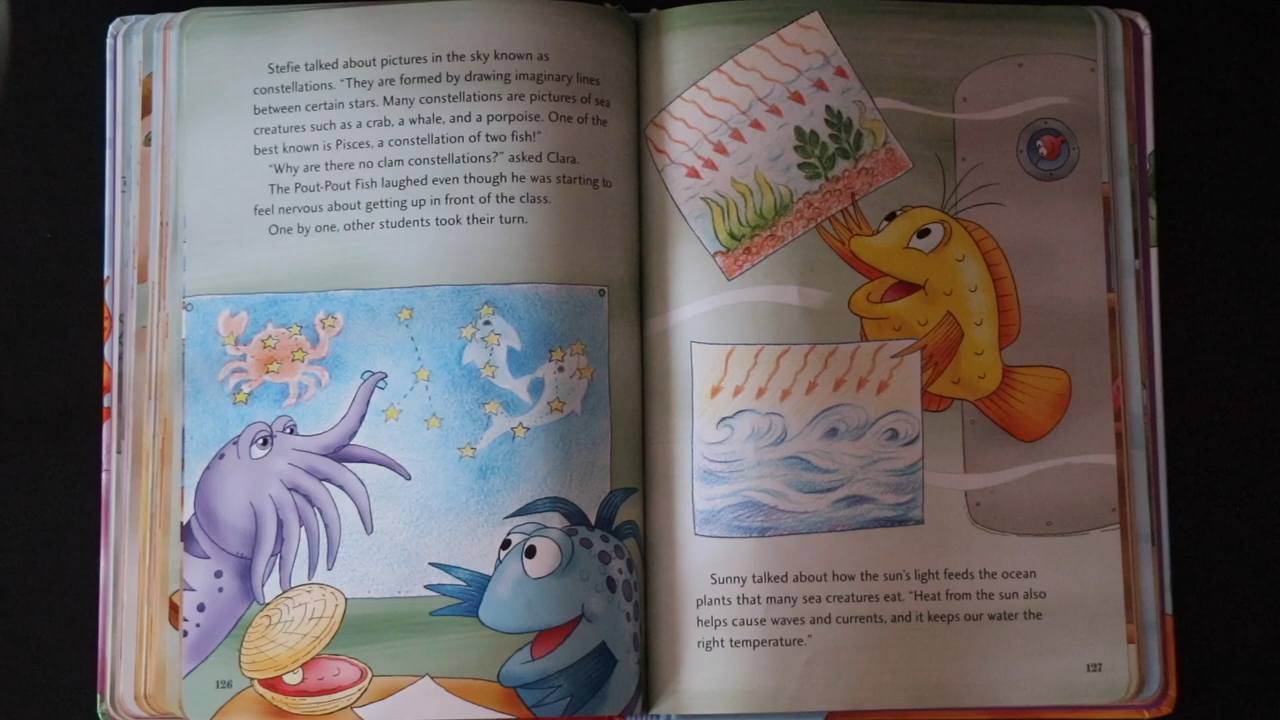 Stefie talked about pictures in the sky known as
constellations. “They are formed by drawing imaginary lines
between certain stars. Many constellations are pictures of sea
creatures such as a crab, a whale, and a porpoise. One of the
best known is Pisces, a constellation of two fish!”
“Why are there no clam constellations?” asked Clara.
The Pout-Pout Fish laughed even though he was starting to
feel nervous about getting up in front of the class.
One by one, other students took their turn.
126
Sunny talked about how the sun’s light feeds the ocean
plants that many sea creatures eat. “Heat from the sun also
helps cause waves and currents, and it keeps our water the
right temperature.”
127